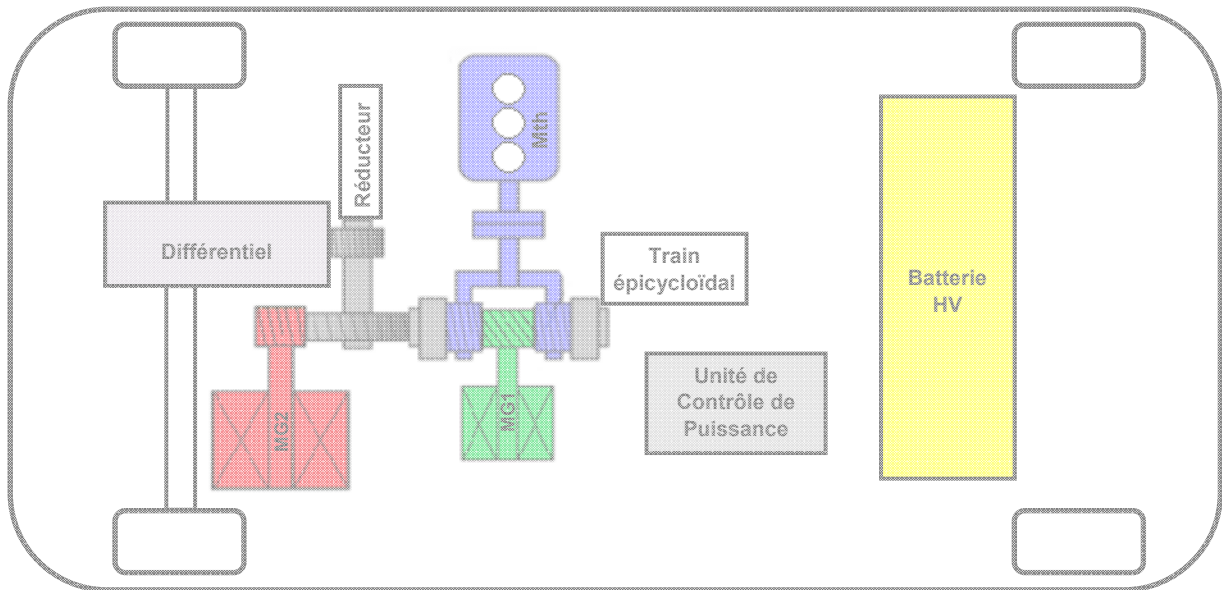 Réducteur
Mth
Différentiel
Train
épicycloïdal
Batterie
HV
Unité de
Contrôle de
Puissance
MG2
MG1